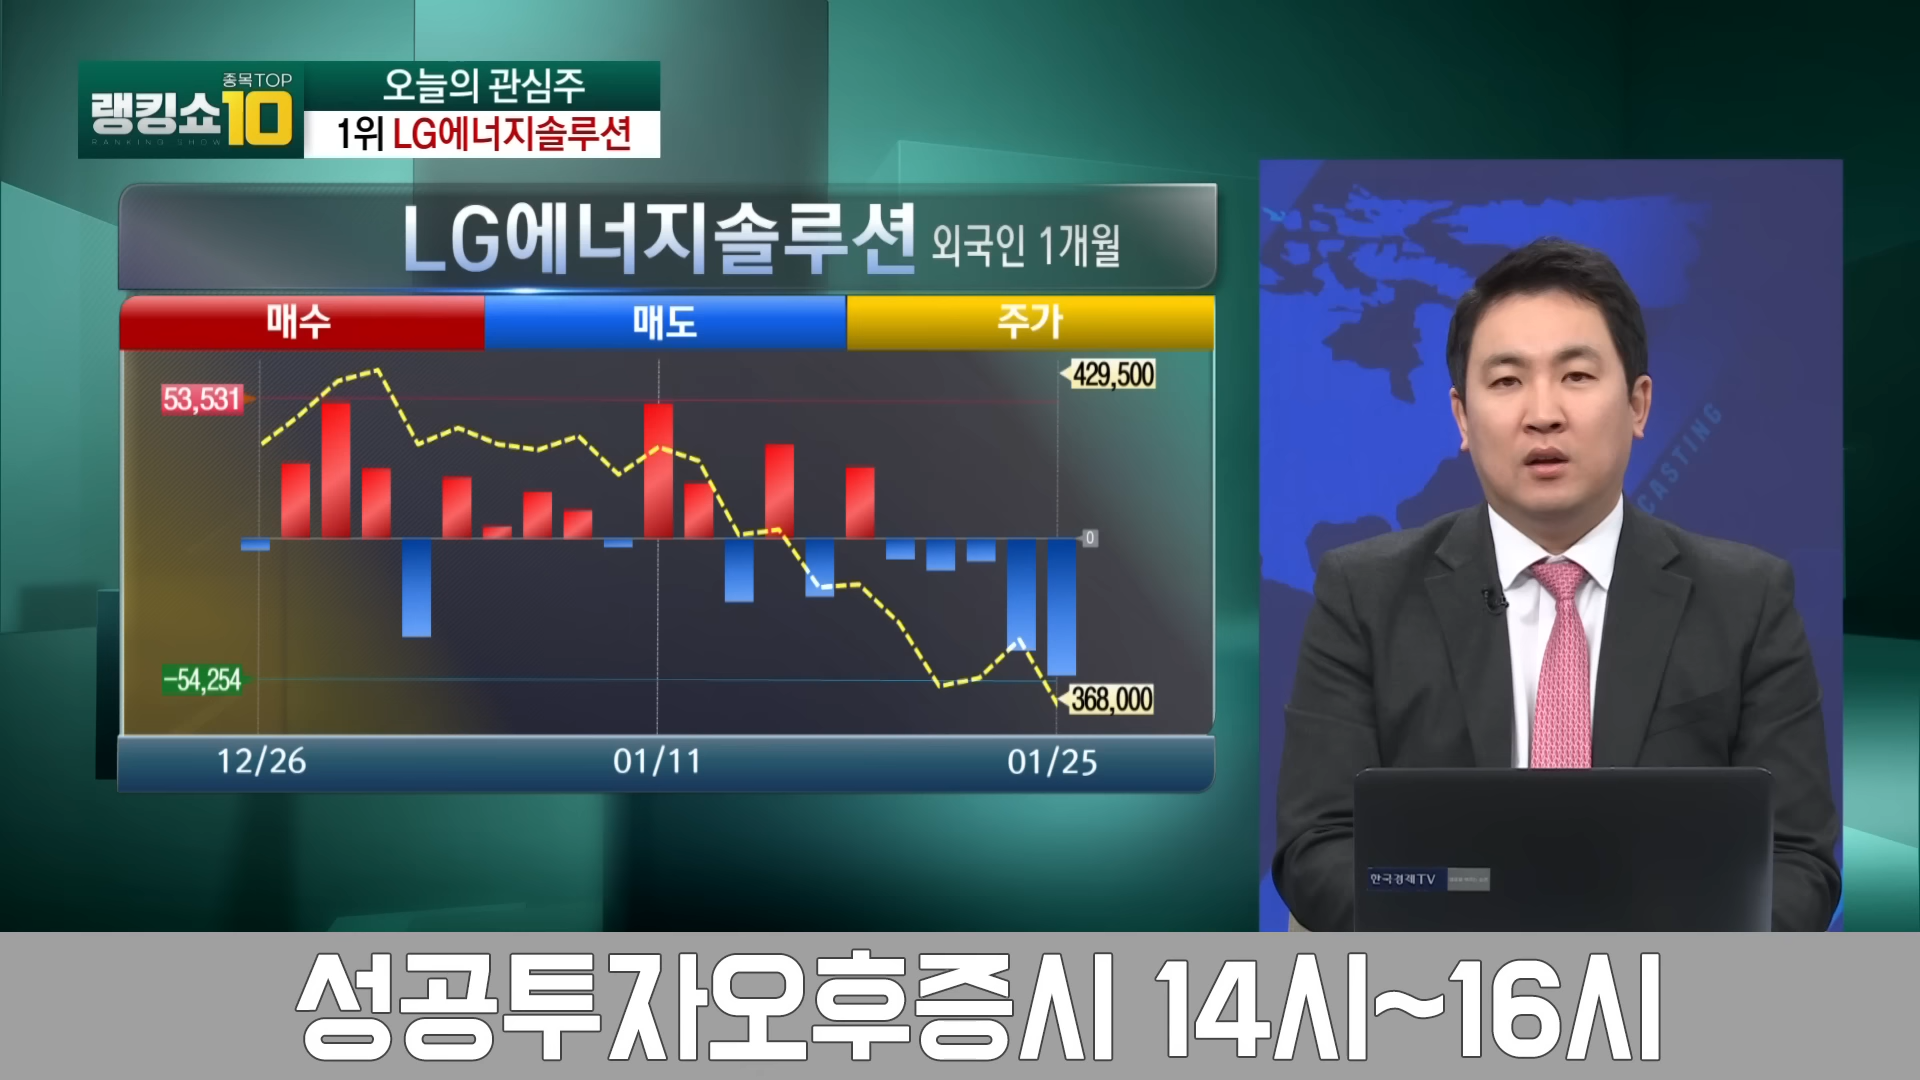 종목TOP
랭킹쇼10
RANKING SHOW
오늘의 관심주
1위 LG에너지솔루션
LG에너지솔루션 외국인 1개월
매수 매도 주가
429,500
53,531
0
-54,254
368,000
12/26 01/11 01/25
CASTING
한국경제TV
성공투자오후증시 14시~16시